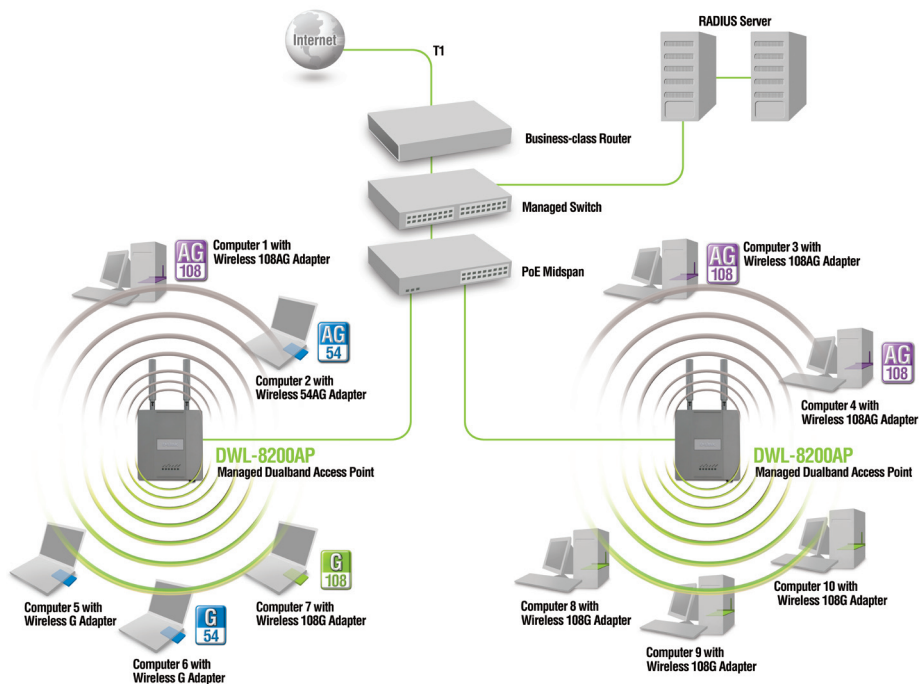 RADIUS Server
Internet
T1
Business-class Router
Managed Switch
PoE Midspan
Computer 1 with
Wireless 108AG Adapter
AG
108
Computer 2 with
Wireless 54AG Adapter
AG
54
DWL-8200AP
Managed Dualband Access Point
Computer 5 with
Wireless G Adapter
Computer 6 with
Wireless G Adapter
G
54
Computer 7 with
Wireless 108G Adapter
G
108
Computer 3 with
Wireless 108AG Adapter
AG
108
Computer 4 with
Wireless 108AG Adapter
AG
108
DWL-8200AP
Managed Dualband Access Point
Computer 8 with
Wireless 108G Adapter
Computer 9 with
Wireless 108G Adapter
Computer 10 with
Wireless 108G Adapter